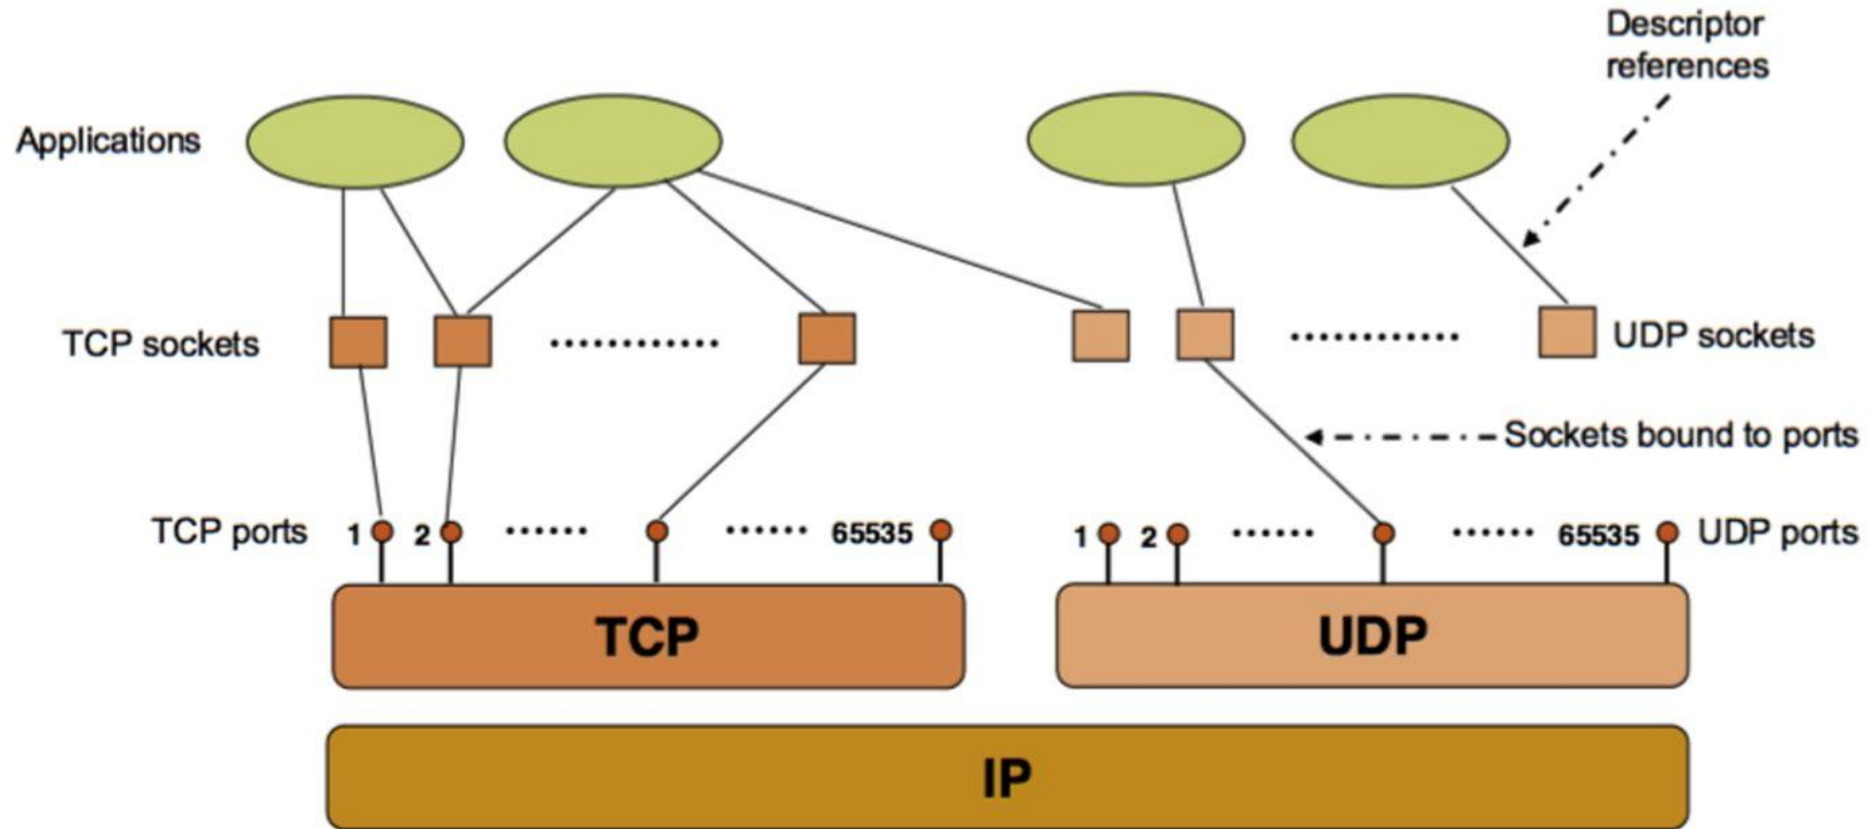 Descriptor
references
Applications
TCP sockets
UDP sockets
Sockets bound to ports
TCP ports 1 2 65535 1 2 65535 UDP ports
TCP UDP
IP